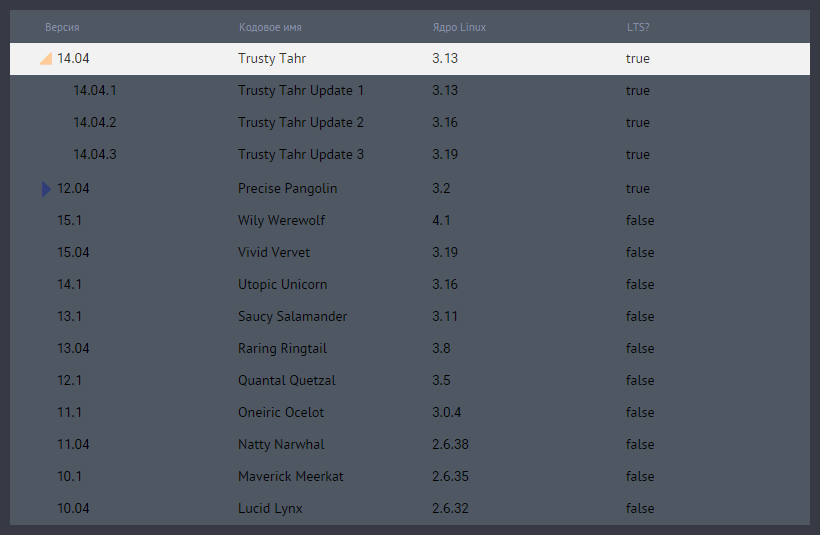 Версия Кодовое имя Ядро Linux LTS?
14.04 Trusty Tahr 3.13 true
14.04.1 Trusty Tahr Update 1 3.13 true
14.04.2 Trusty Tahr Update 2 3.16 true
14.04.3 Trusty Tahr Update 3 3.19 true
12.04 Precise Pangolin 3.2 true
15.1 Wily Werewolf 4.1 false
15.04 Vivid Vervet 3.19 false
14.1 Utopic Unicorn 3.16 false
13.1 Saucy Salamander 3.11 false
13.04 Raring Ringtail 3.8 false
12.1 Quantal Quetzal 3.5 false
11.1 Oneiric Ocelot 3.0.4 false
11.04 Natty Narwhal 2.6.38 false
10.1 Maverick Meerkat 2.6.35 false
10.04 Lucid Lynx 2.6.32 false